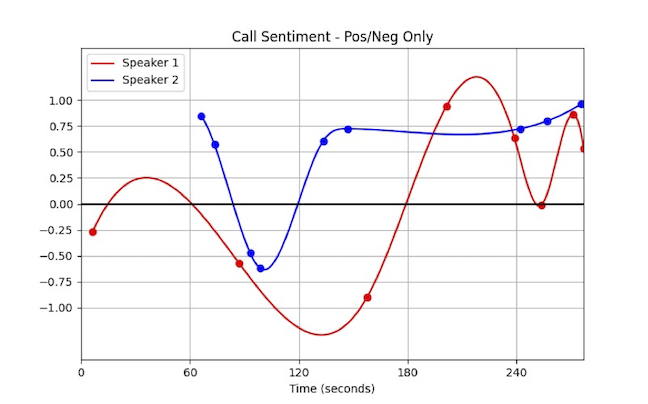 Call Sentiment - Pos/Neg Only
Speaker 1
Speaker 2
1.00
0.75
0.50
0.25
0.00
−0.25
−0.50
−0.75
−1.00
0 60 120 180 240
Time (seconds)